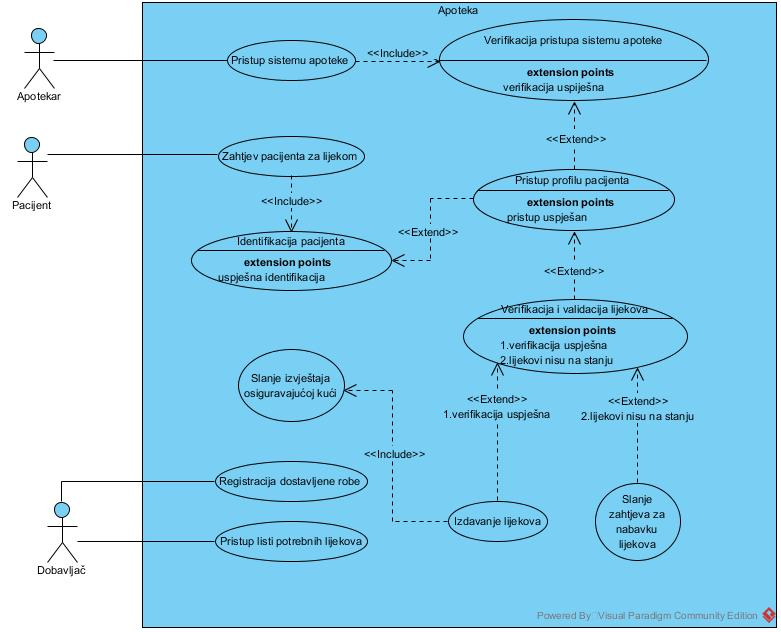 Apoteka
Apotekar
Pristup sistemu apoteke
<<Include>>
Verifikacija pristupa sistemu apoteke
extension points
verifikacija uspiješna
<<Extend>>
Pacijent
Zahtjev pacijenta za lijekom
<<Include>>
Pristup profilu pacijenta
extension points
pristup uspješan
<<Extend>>
Identifikacija pacijenta
extension points
uspješna identifikacija
<<Extend>>
Verifikacija i validacija lijekova
extension points
1.verifikacija uspješna
2.lijekovi nisu na stanju
Slanje izvještaja
osiguravajućoj kući
<<Extend>>
1.verifikacija uspješna
<<Extend>>
2.lijekovi nisu na stanju
<<Include>>
Registracija dostavljene robe
Izdavanje lijekova
Slanje
zahtjeva za
nabavku
lijekova
Pristup listi potrebnih lijekova
Dobavljač
Powered By Visual Paradigm Community Edition